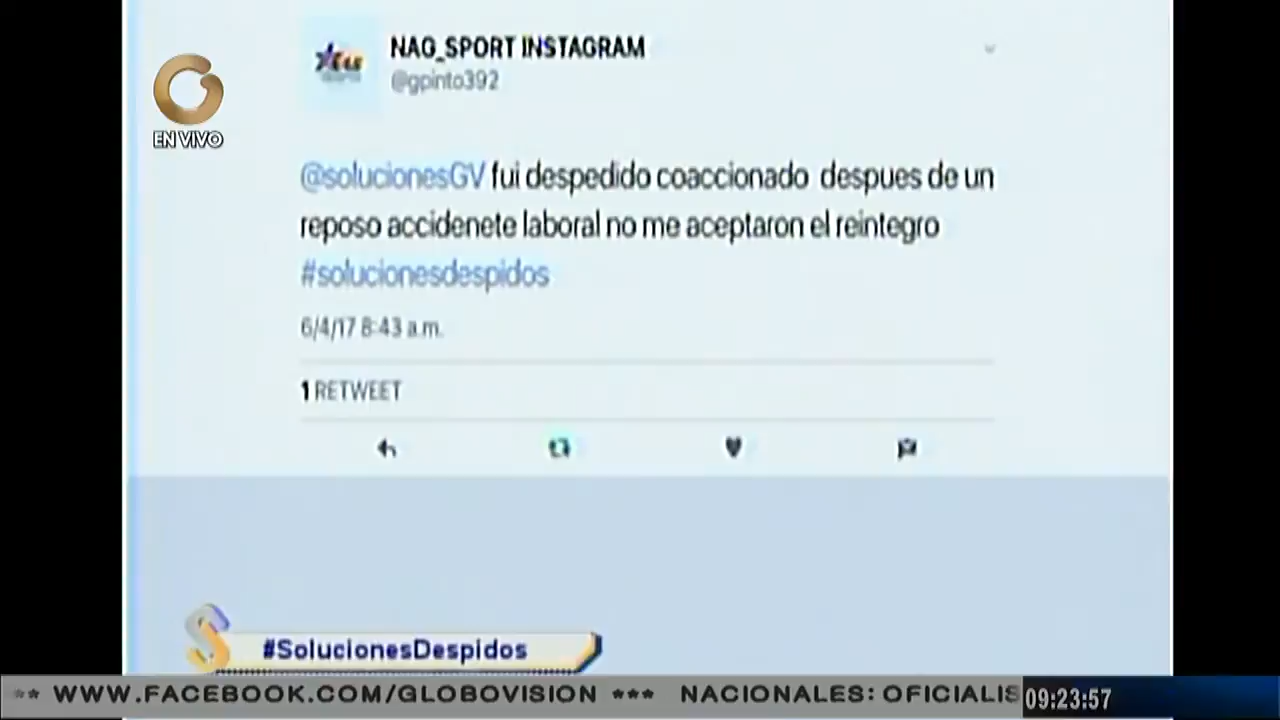 NAG_SPORT INSTAGRAM
@gpinto392
EN VIVO
@solucionesGV fui despedido coaccionado despues de un
reposo accidenete laboral no me aceptaron el reintegro
#solucionesdespidos
6/4/17 8:43 a.m.
1 RETWEET
#SolucionesDespidos
** WWW.FACEBOOK.COM/GLOBOVISION *** NACIONALES: OFICIALIS
09:23:57